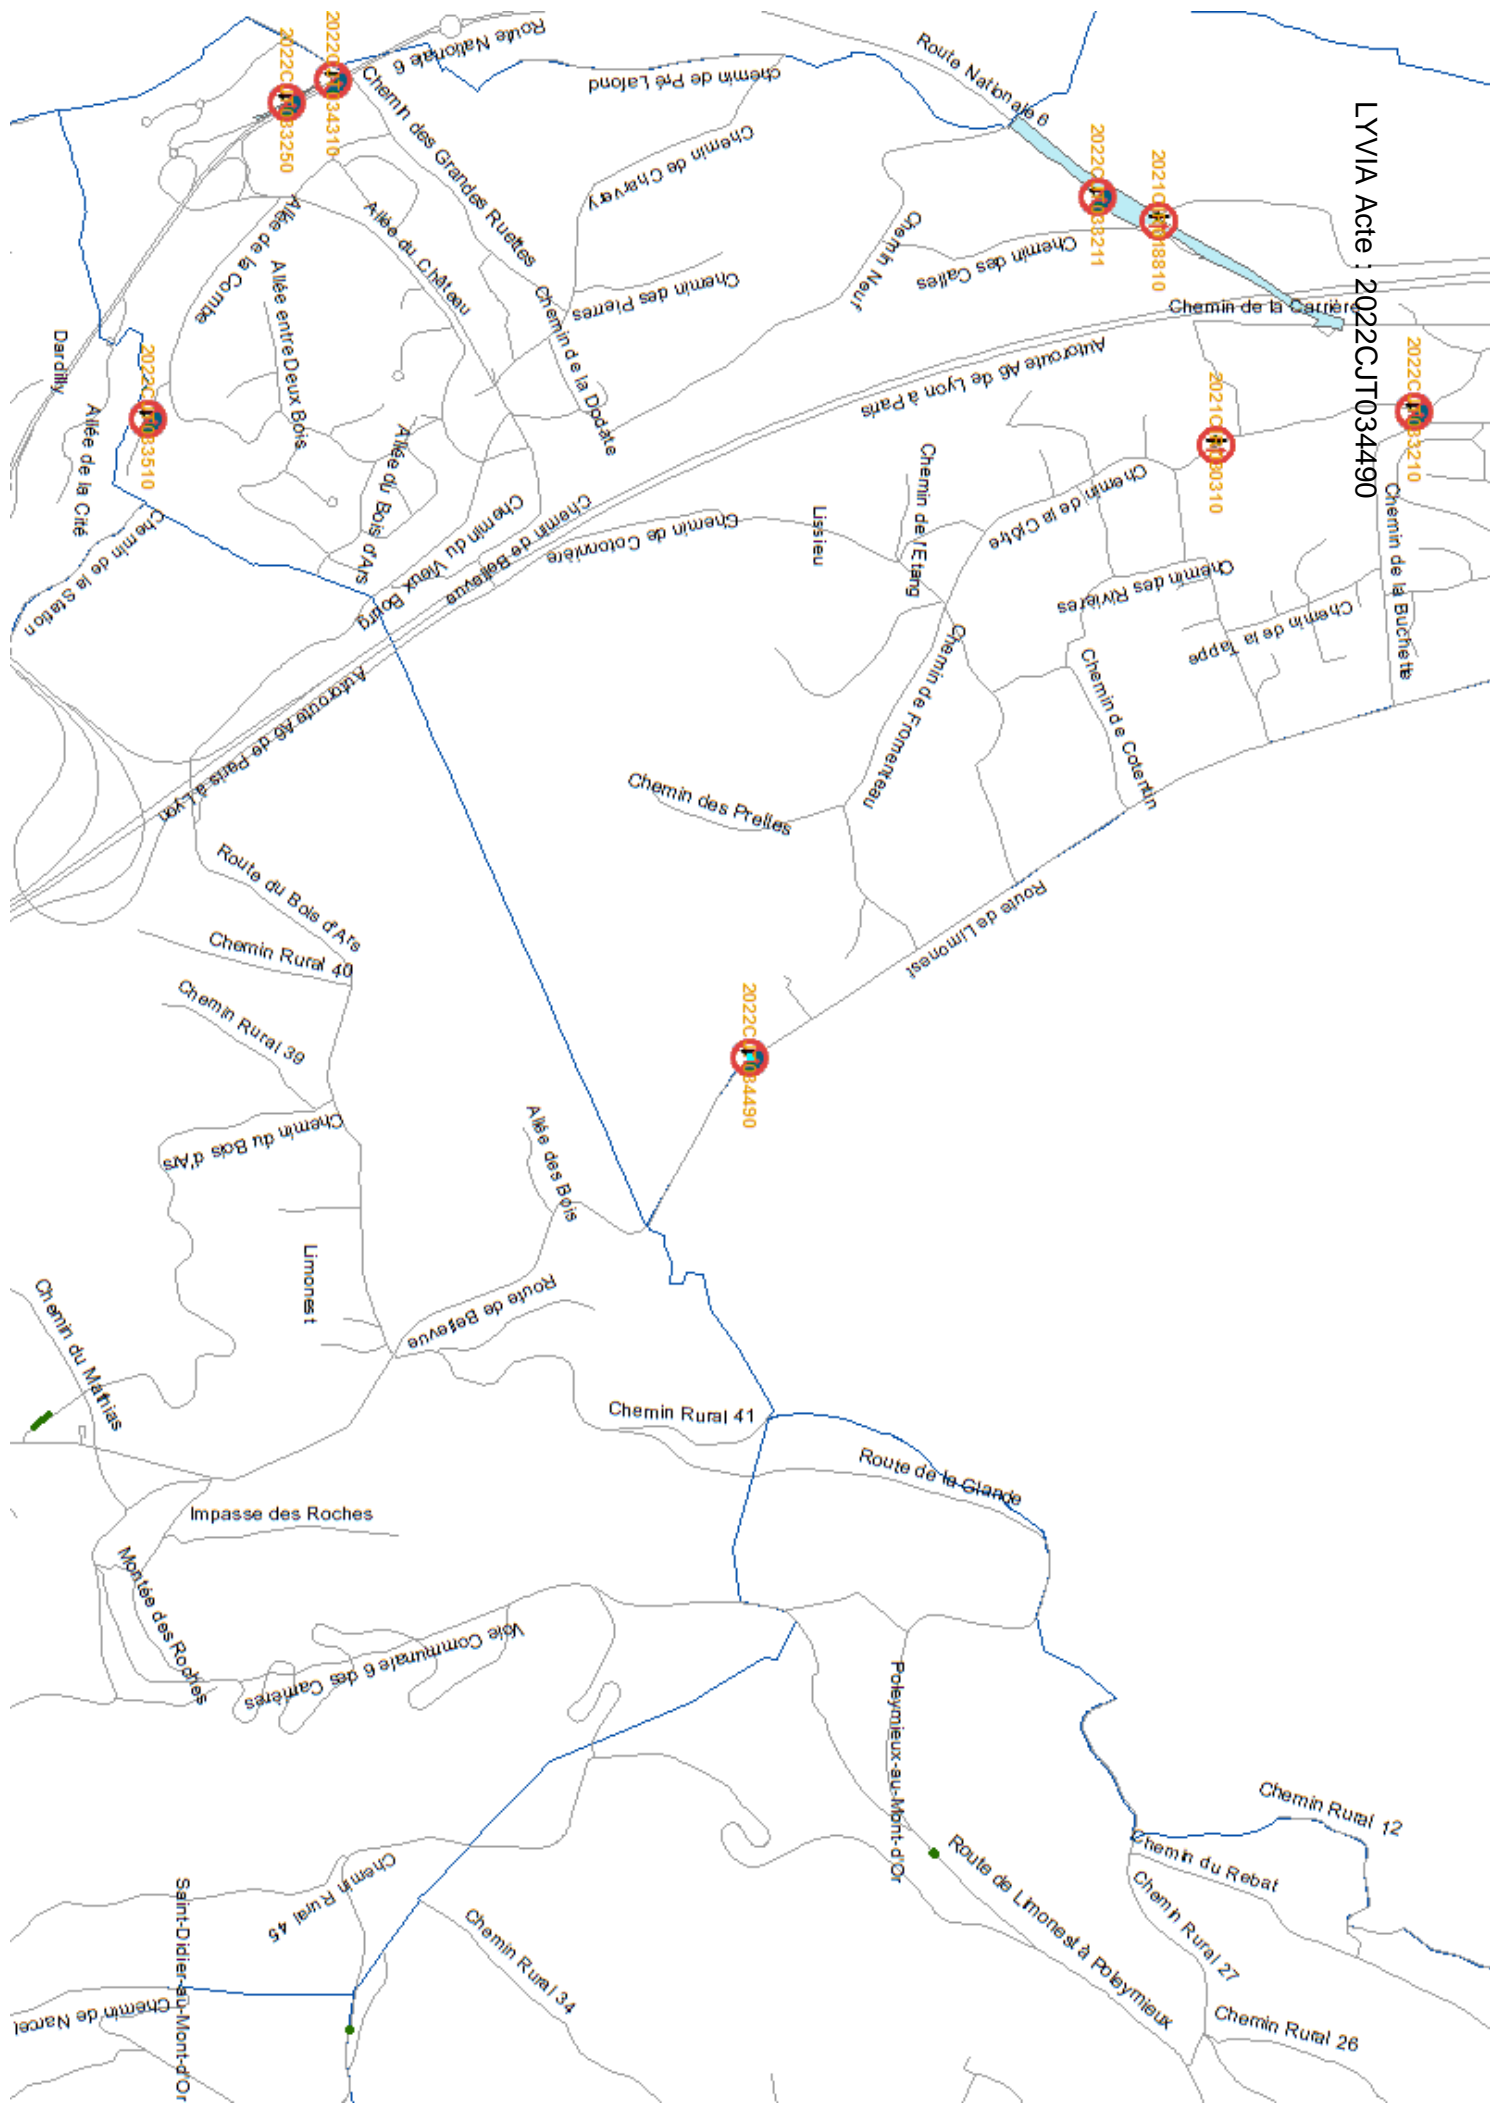 LYVIA Acte : 2022CJT034490
Route Nationale 6
Route Nationale 6
Chemin de Pré Lafond
Chemin des Grandes Ruettes
Chemin de Charvery
Allée de la Combe
Allée du Château
Allée entre Deux Bois
Chemin des Pierres
Chemin Neuf
Chemin des Calles
Chemin de la Carrière
Chemin de la Dodate
Dardilly
Allée de la Cité
Allée du Bois d'Ars
Autoroute A6 de Lyon à Paris
Chemin du Vieux Bourg
Chemin de Bellevue
Chemin de Cotonnière
Lissieu
Chemin de l'Etang
Chemin de la Clôtre
Chemin de la Station
Chemin des Rivières
Chemin de la Tappe
Chemin de la Buchette
Chemin de Fromenteau
Chemin de Cotentin
Autoroute A6 de Paris à Lyon
Chemin des Prelles
Route du Bois d'Ars
Route de Limonest
Chemin Rural 40
Chemin Rural 39
Chemin du Bois d'Ars
Allée des Bois
Limonest
Route de Bellevue
Chemin du Mathias
Chemin Rural 41
Route de la Glande
Impasse des Roches
Montée des Roches
Voie Communale 6 des Carrières
Poleymieux-au-Mont-d'Or
Chemin Rural 12
Chemin du Rebat
Chemin Rural 45
Route de Limonest à Poleymieux
Chemin Rural 27
Saint-Didier-au-Mont-d'Or
Chemin Rural 34
Chemin de Narcel
Chemin Rural 26